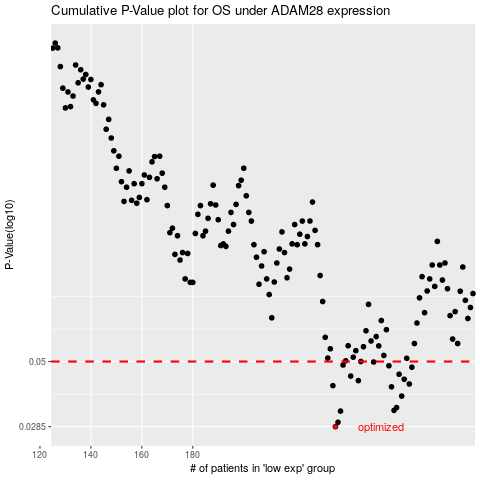 Cumulative P-Value plot for OS under ADAM28 expression
P-Value(log10)
0.05
0.0285
optimized
120 140 160 180
# of patients in 'low exp' group